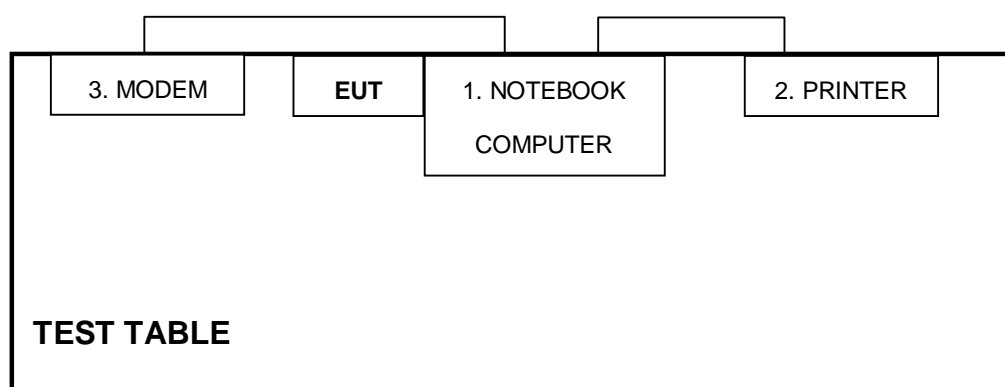 3. MODEM
EUT
1. NOTEBOOK
COMPUTER
2. PRINTER
TEST TABLE